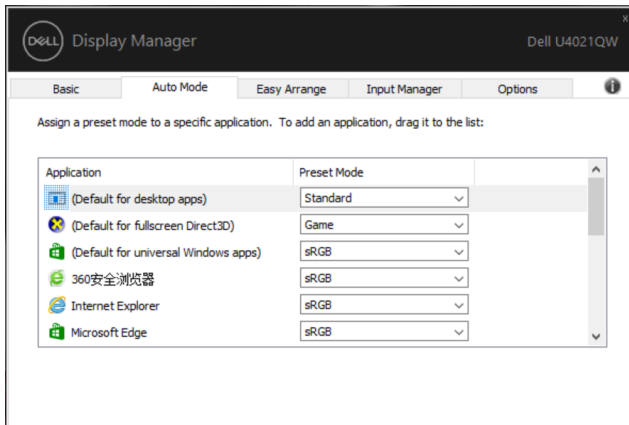 DELL Display Manager Dell U4021QW
Basic Auto Mode Easy Arrange Input Manager Options
Assign a preset mode to a specific application. To add an application, drag it to the list:
Application Preset Mode
(Default for desktop apps) Standard
(Default for fullscreen Direct3D) Game
(Default for universal Windows apps) sRGB
360安全浏览器 sRGB
Internet Explorer sRGB
Microsoft Edge sRGB